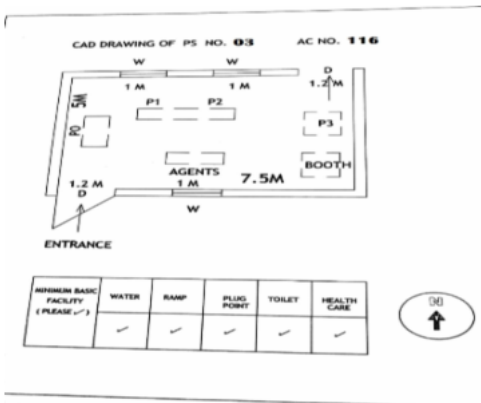 CAD DRAWING OF PS NO. 03 AC NO. 116
W W D
1 M 1 M 1.2 M
5M
P1 P2
P3
PO
AGENTS
BOOTH
1.2 M 1 M 7.5M
D
W
ENTRANCE
MINIMUM BASIC FACILITY (PLEASE ✓) WATER RAMP PLUG POINT TOILET HEALTH CARE
✓ ✓ ✓ ✓ ✓
N